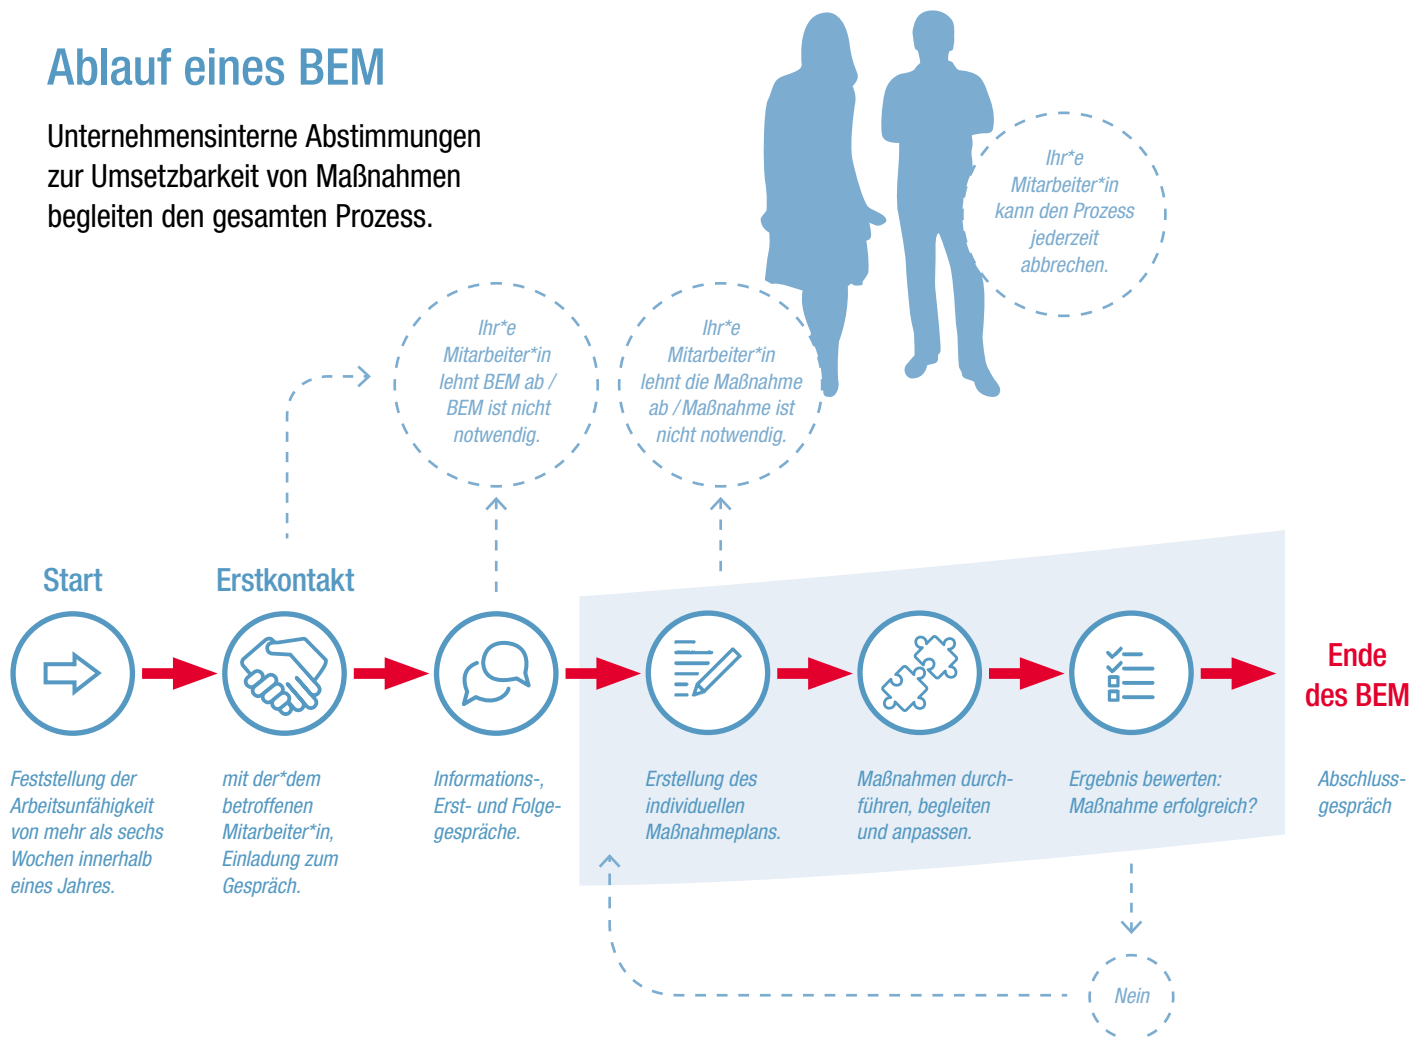 Ablauf eines BEM
Unternehmensinterne Abstimmungen
zur Umsetzbarkeit von Maßnahmen
begleiten den gesamten Prozess.
Ihr*e
Mitarbeiter*in
kann den Prozess
jederzeit
abbrechen.
Ihr*e
Mitarbeiter*in
lehnt BEM ab /
BEM ist nicht
notwendig.
Ihr*e
Mitarbeiter*in
lehnt die Maßnahme
ab / Maßnahme ist
nicht notwendig.
Start
Feststellung der
Arbeitsunfähigkeit
von mehr als sechs
Wochen innerhalb
eines Jahres.
Erstkontakt
mit der*dem
betroffenen
Mitarbeiter*in,
Einladung zum
Gespräch.
Informations-,
Erst- und Folge-
gespräche.
Erstellung des
individuellen
Maßnahmeplans.
Maßnahmen durch-
führen, begleiten
und anpassen.
Ergebnis bewerten:
Maßnahme erfolgreich?
Ende
des BEM
Abschluss-
gespräch
Nein